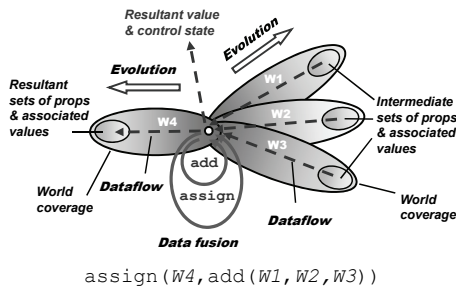 Resultant value
& control state
Evolution
Evolution
Resultant
sets of props
& associated
values
W1
W4
W2
W3
Intermediate
sets of props
& associated
values
World
coverage
Dataflow
add
assign
Dataflow
World
coverage
Data fusion
assign(W4,add(W1,W2,W3))